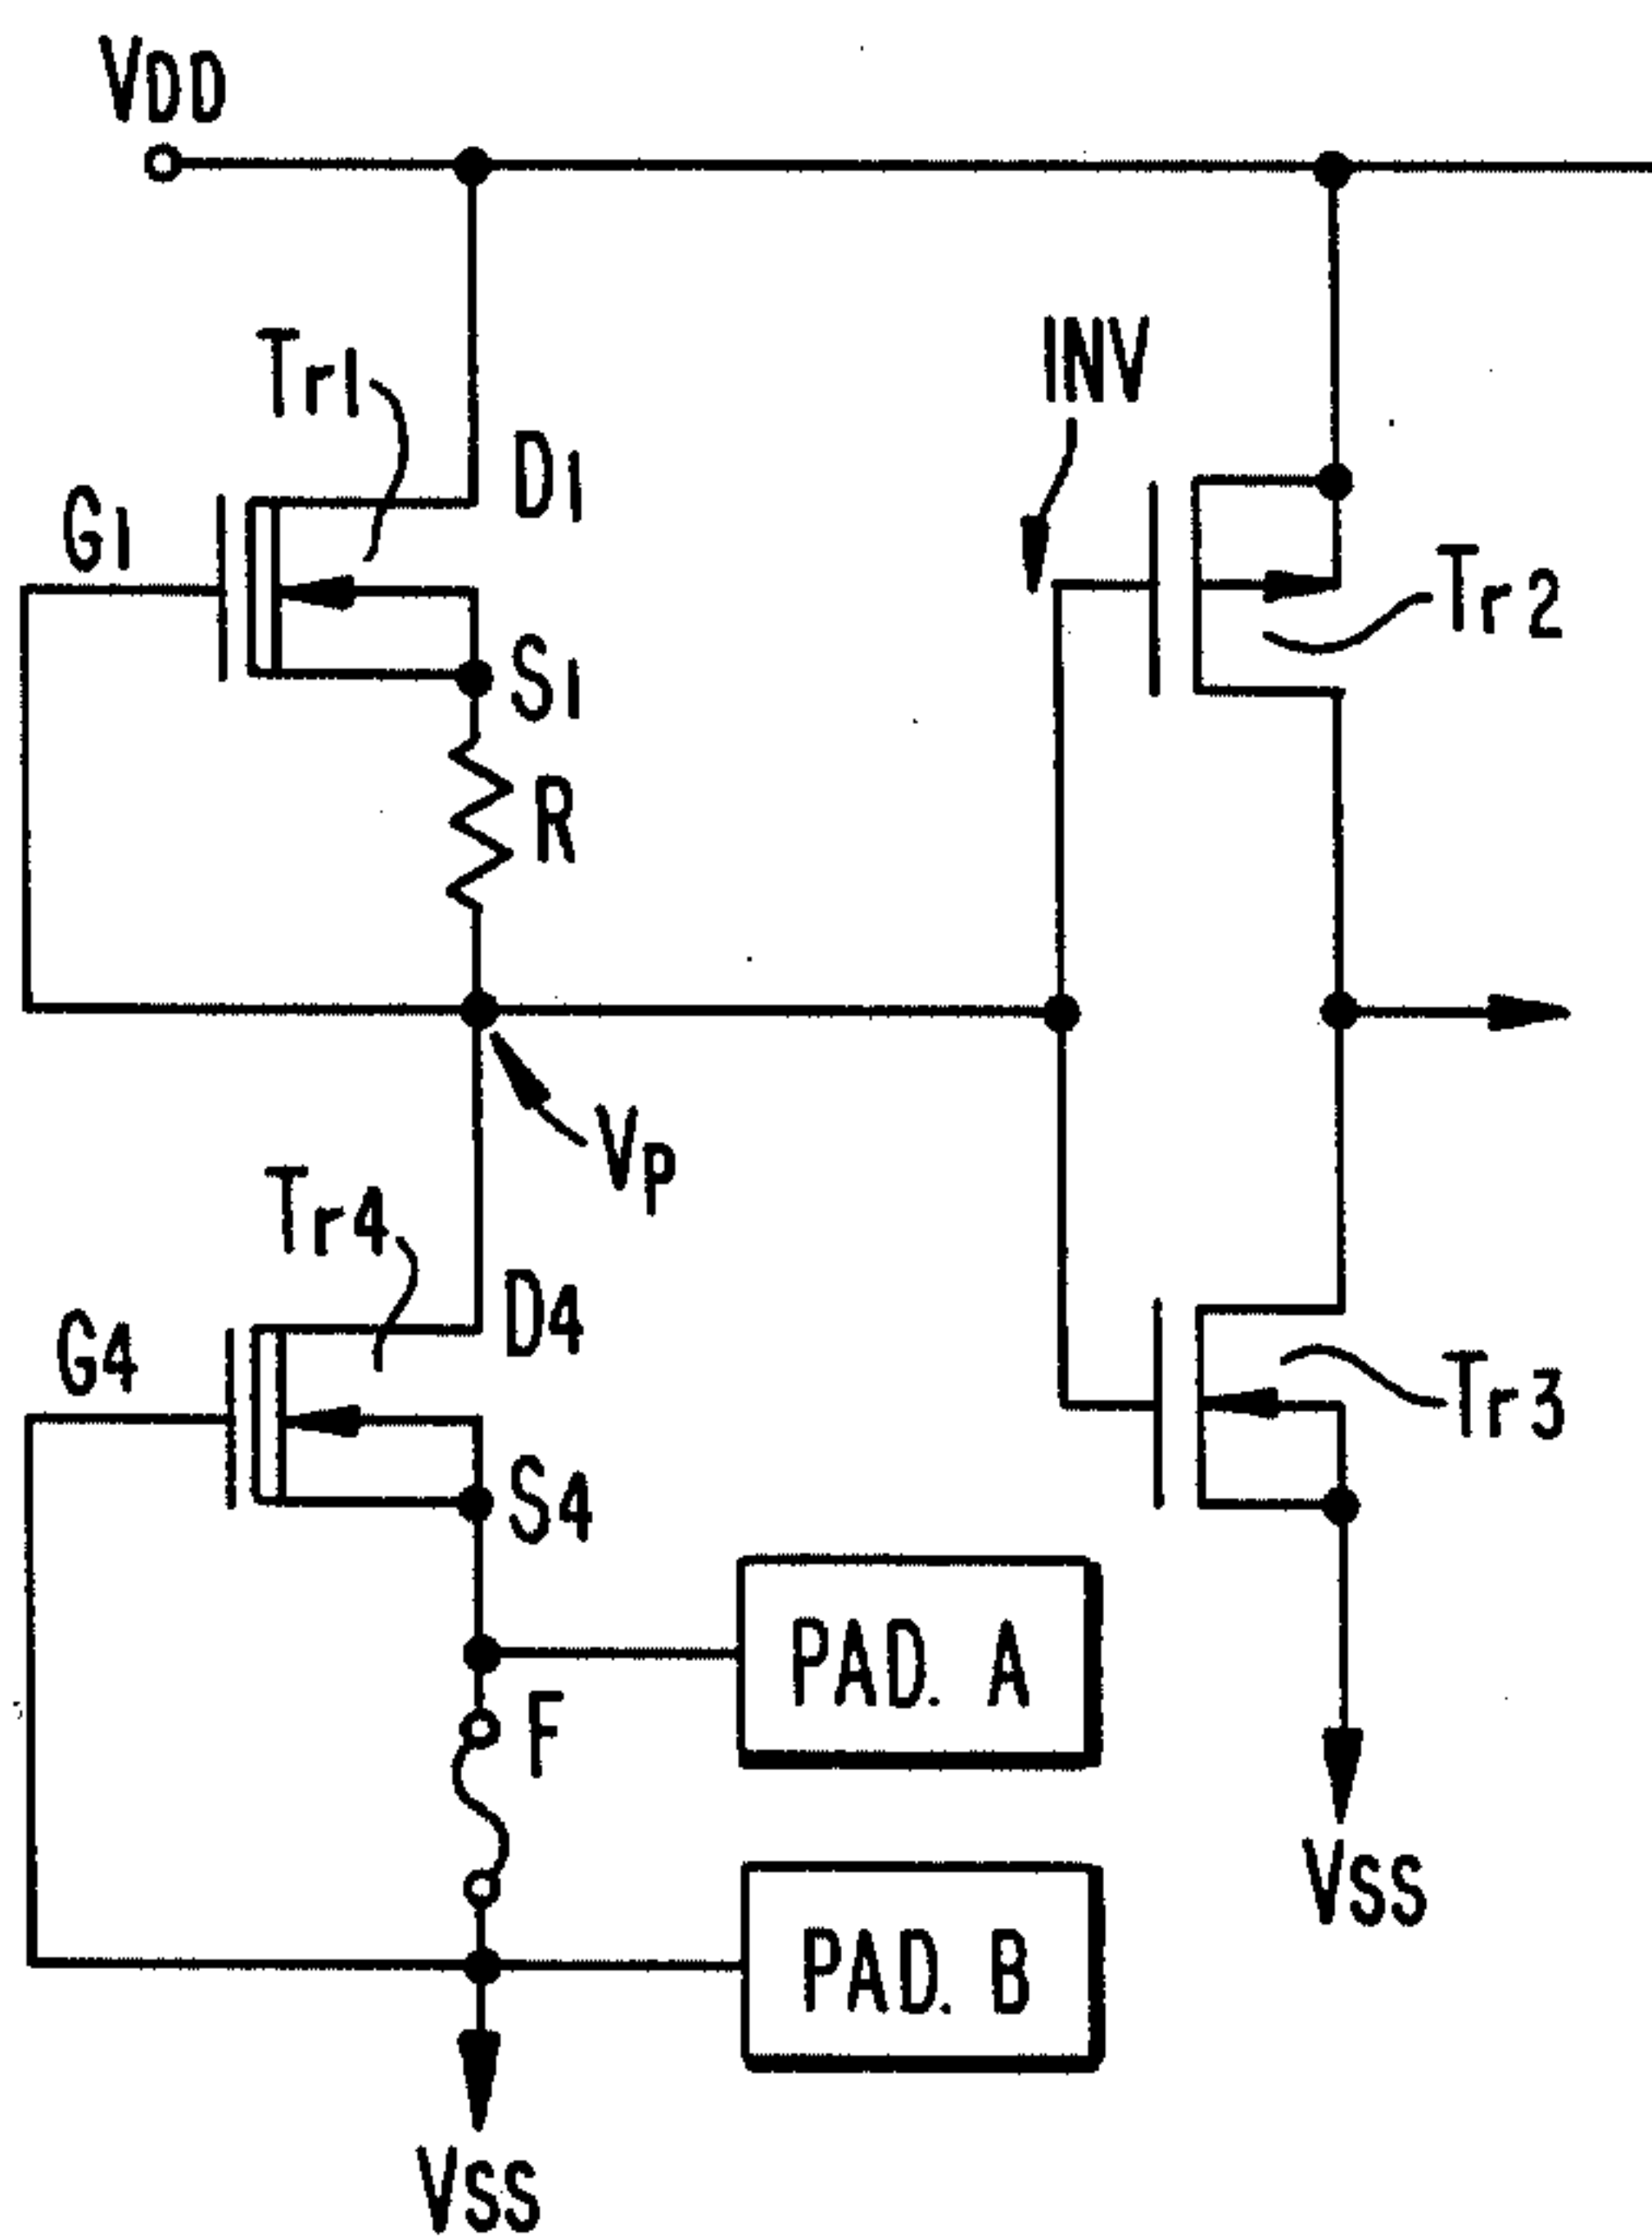 VDD
Tr1
INV
D1
G1
Tr2
S1
R
VP
Tr4
D4
G4
Tr3
S4
PAD. A
F
VSS
PAD. B
VSS